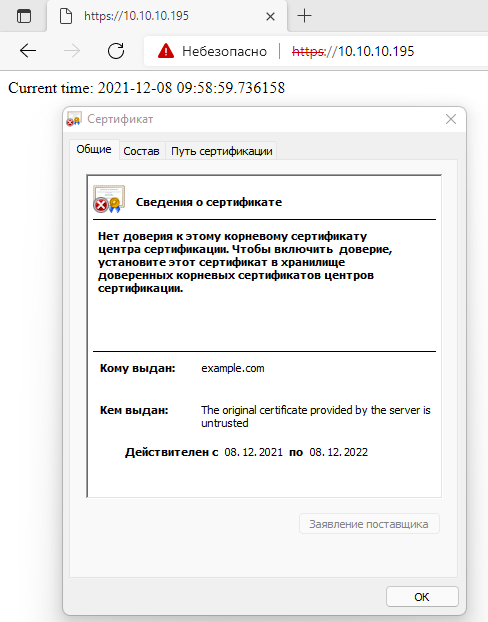 https://10.10.10.195
Небезопасно https://10.10.10.195
Current time: 2021-12-08 09:58:59.736158
Сертификат
Общие Состав Путь сертификации
Сведения о сертификате
Нет доверия к этому корневому сертификату
центра сертификации. Чтобы включить доверие,
установите этот сертификат в хранилище
доверенных корневых сертификатов центров
сертификации.
Кому выдан: example.com
Кем выдан: The original certificate provided by the server is
untrusted
Действителен с 08.12.2021 по 08.12.2022
Заявление поставщика
ОК